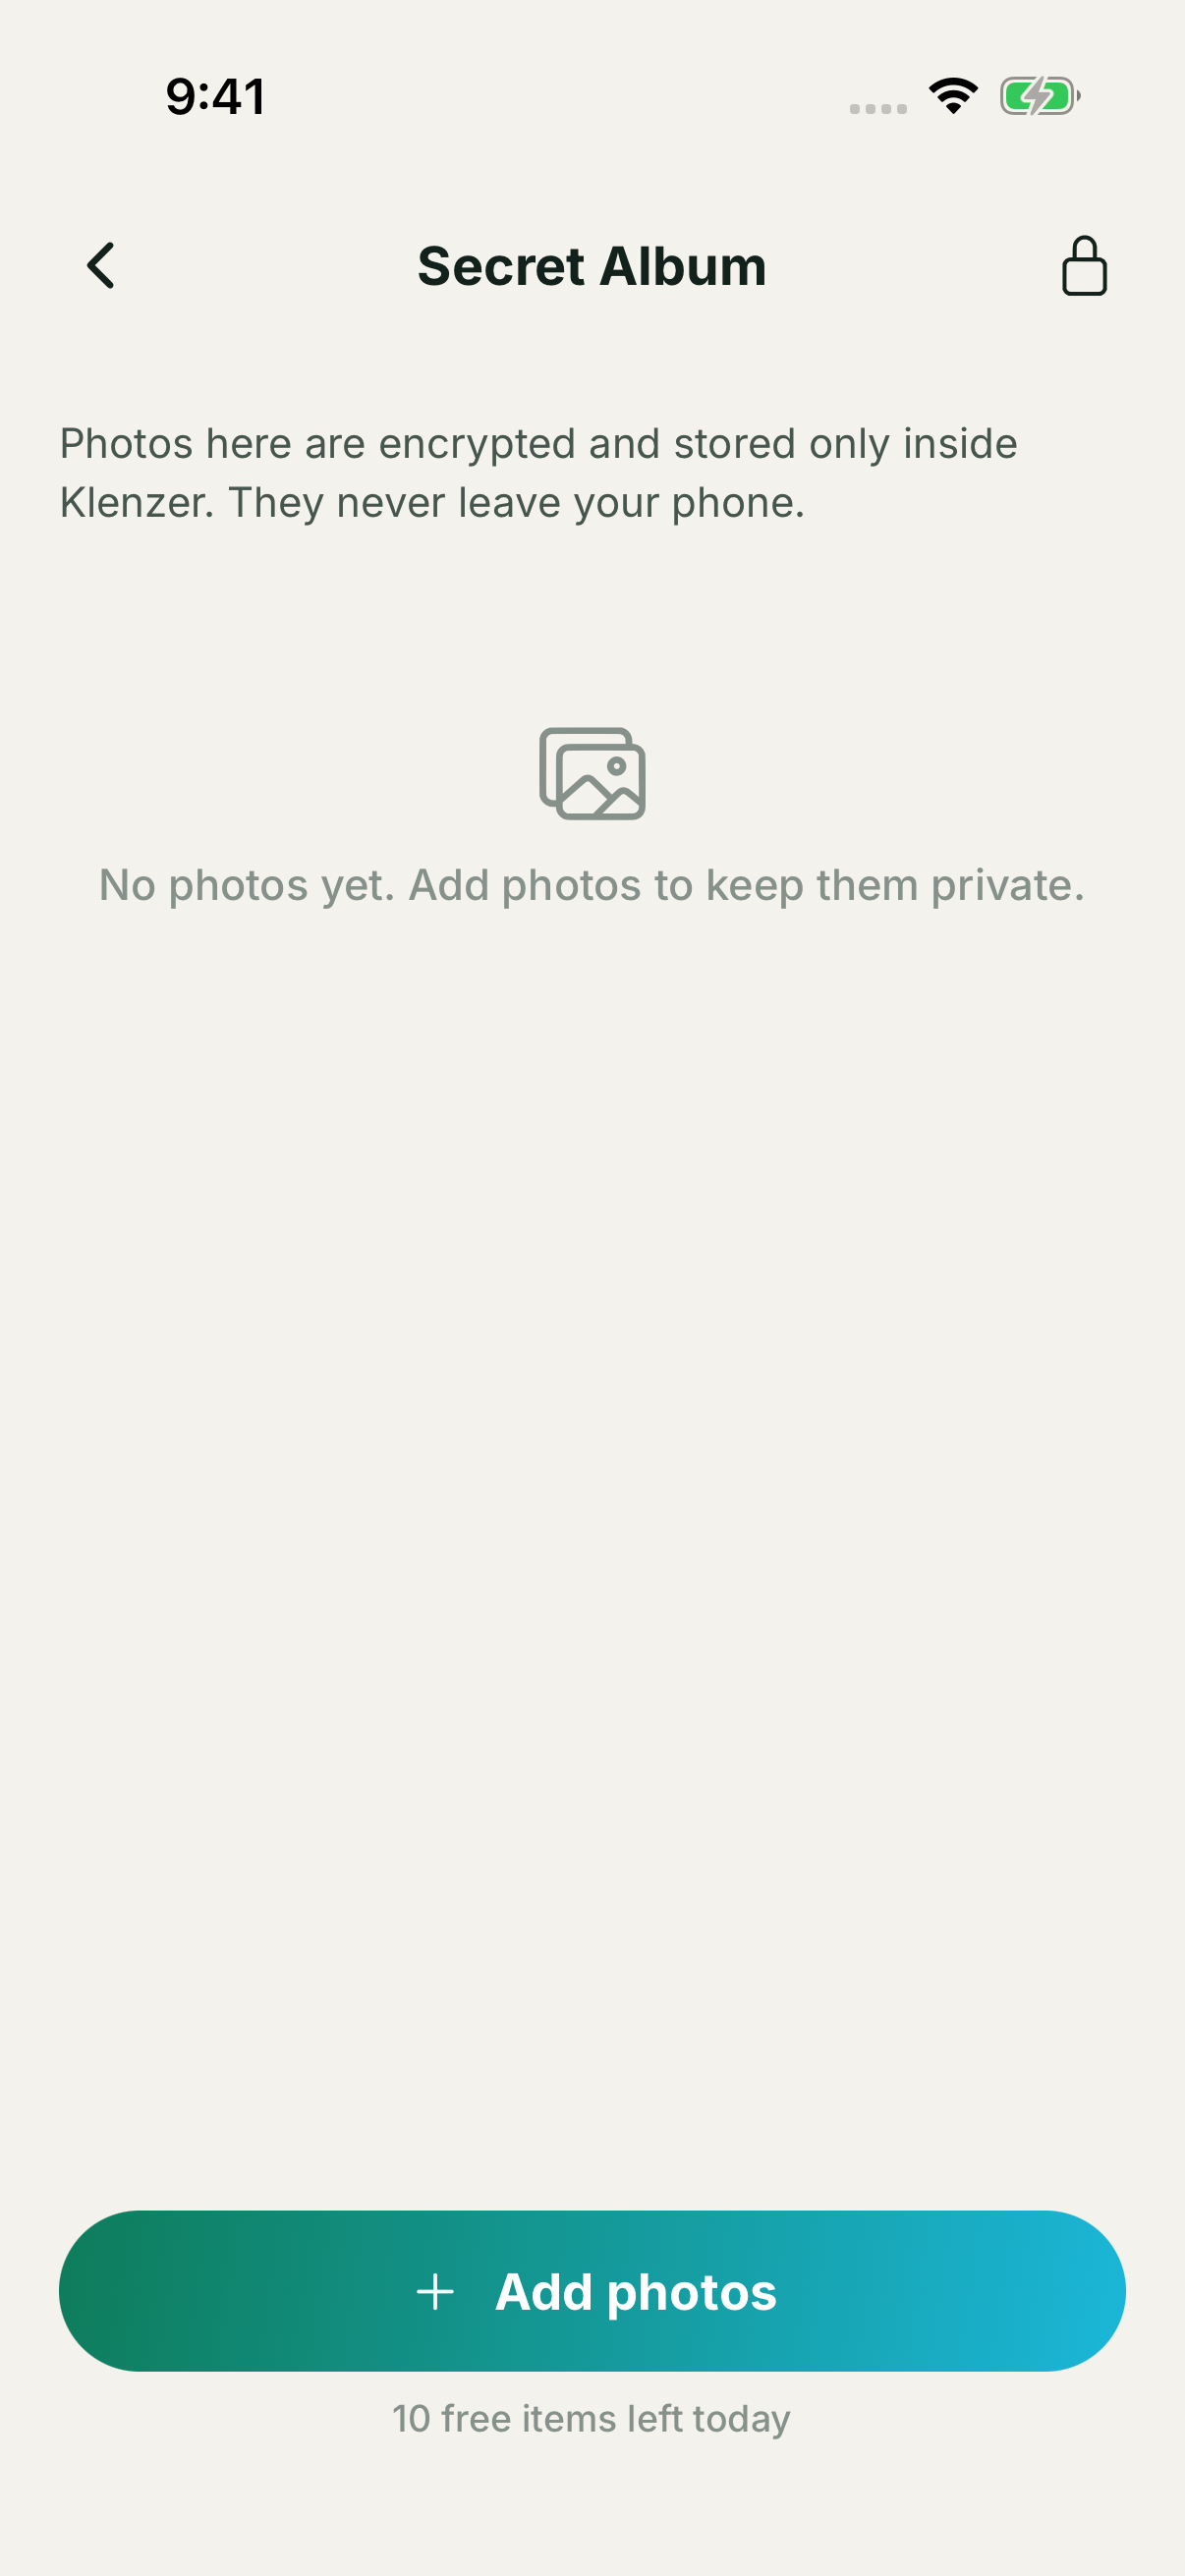 9:41
Secret Album
Photos here are encrypted and stored only inside
Klenzer. They never leave your phone.
No photos yet. Add photos to keep them private.
Add photos
10 free items left today